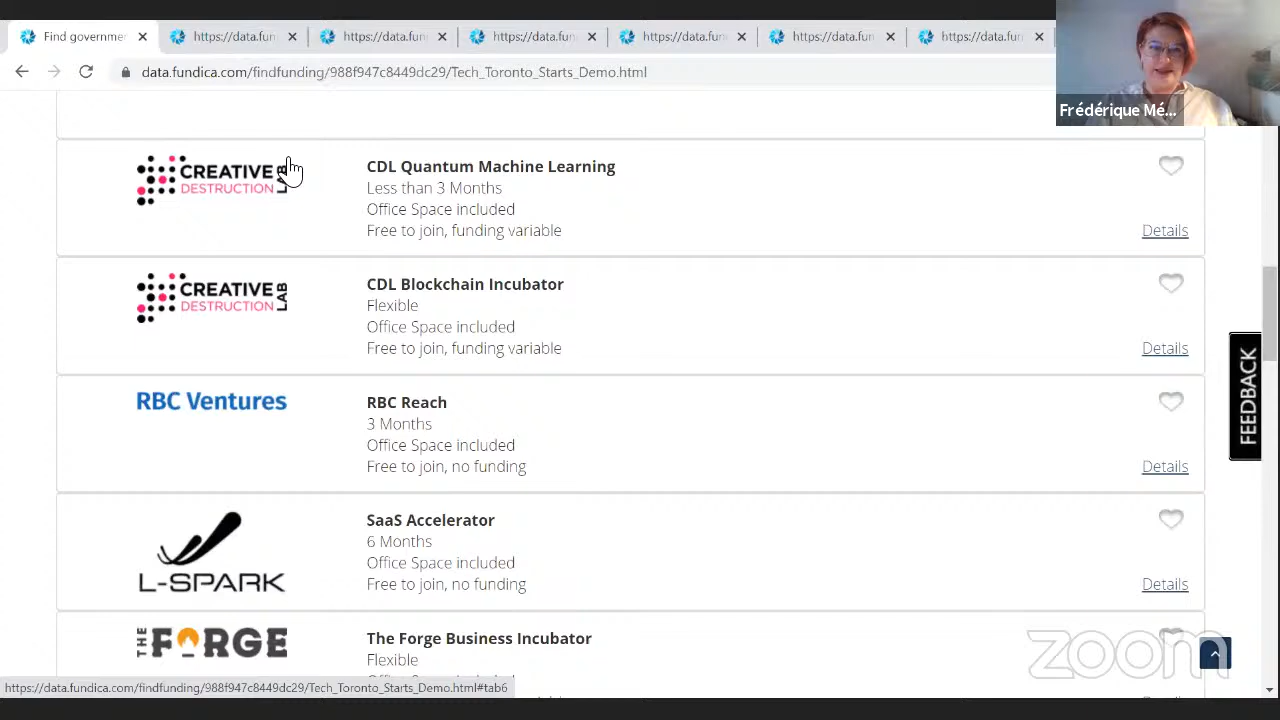 Find governme
https://data.fun
https://data.fun
https://data.fun
https://data.fun
https://data.fun
https://data.fun
data.fundica.com/findfunding/988f947c8449dc29/Tech_Toronto_Starts_Demo.html
Frédérique Mé...
CREATIVE DESTRUCTION LAB
CDL Quantum Machine Learning
Less than 3 Months
Office Space included
Free to join, funding variable
Details
CREATIVE DESTRUCTION LAB
CDL Blockchain Incubator
Flexible
Office Space included
Free to join, funding variable
Details
RBC Ventures
RBC Reach
3 Months
Office Space included
Free to join, no funding
Details
FEEDBACK
L-SPARK
SaaS Accelerator
6 Months
Office Space included
Free to join, no funding
Details
THE FORGE
The Forge Business Incubator
Flexible
zoom
https://data.fundica.com/findfunding/988f947c8449dc29/Tech_Toronto_Starts_Demo.html#tab6